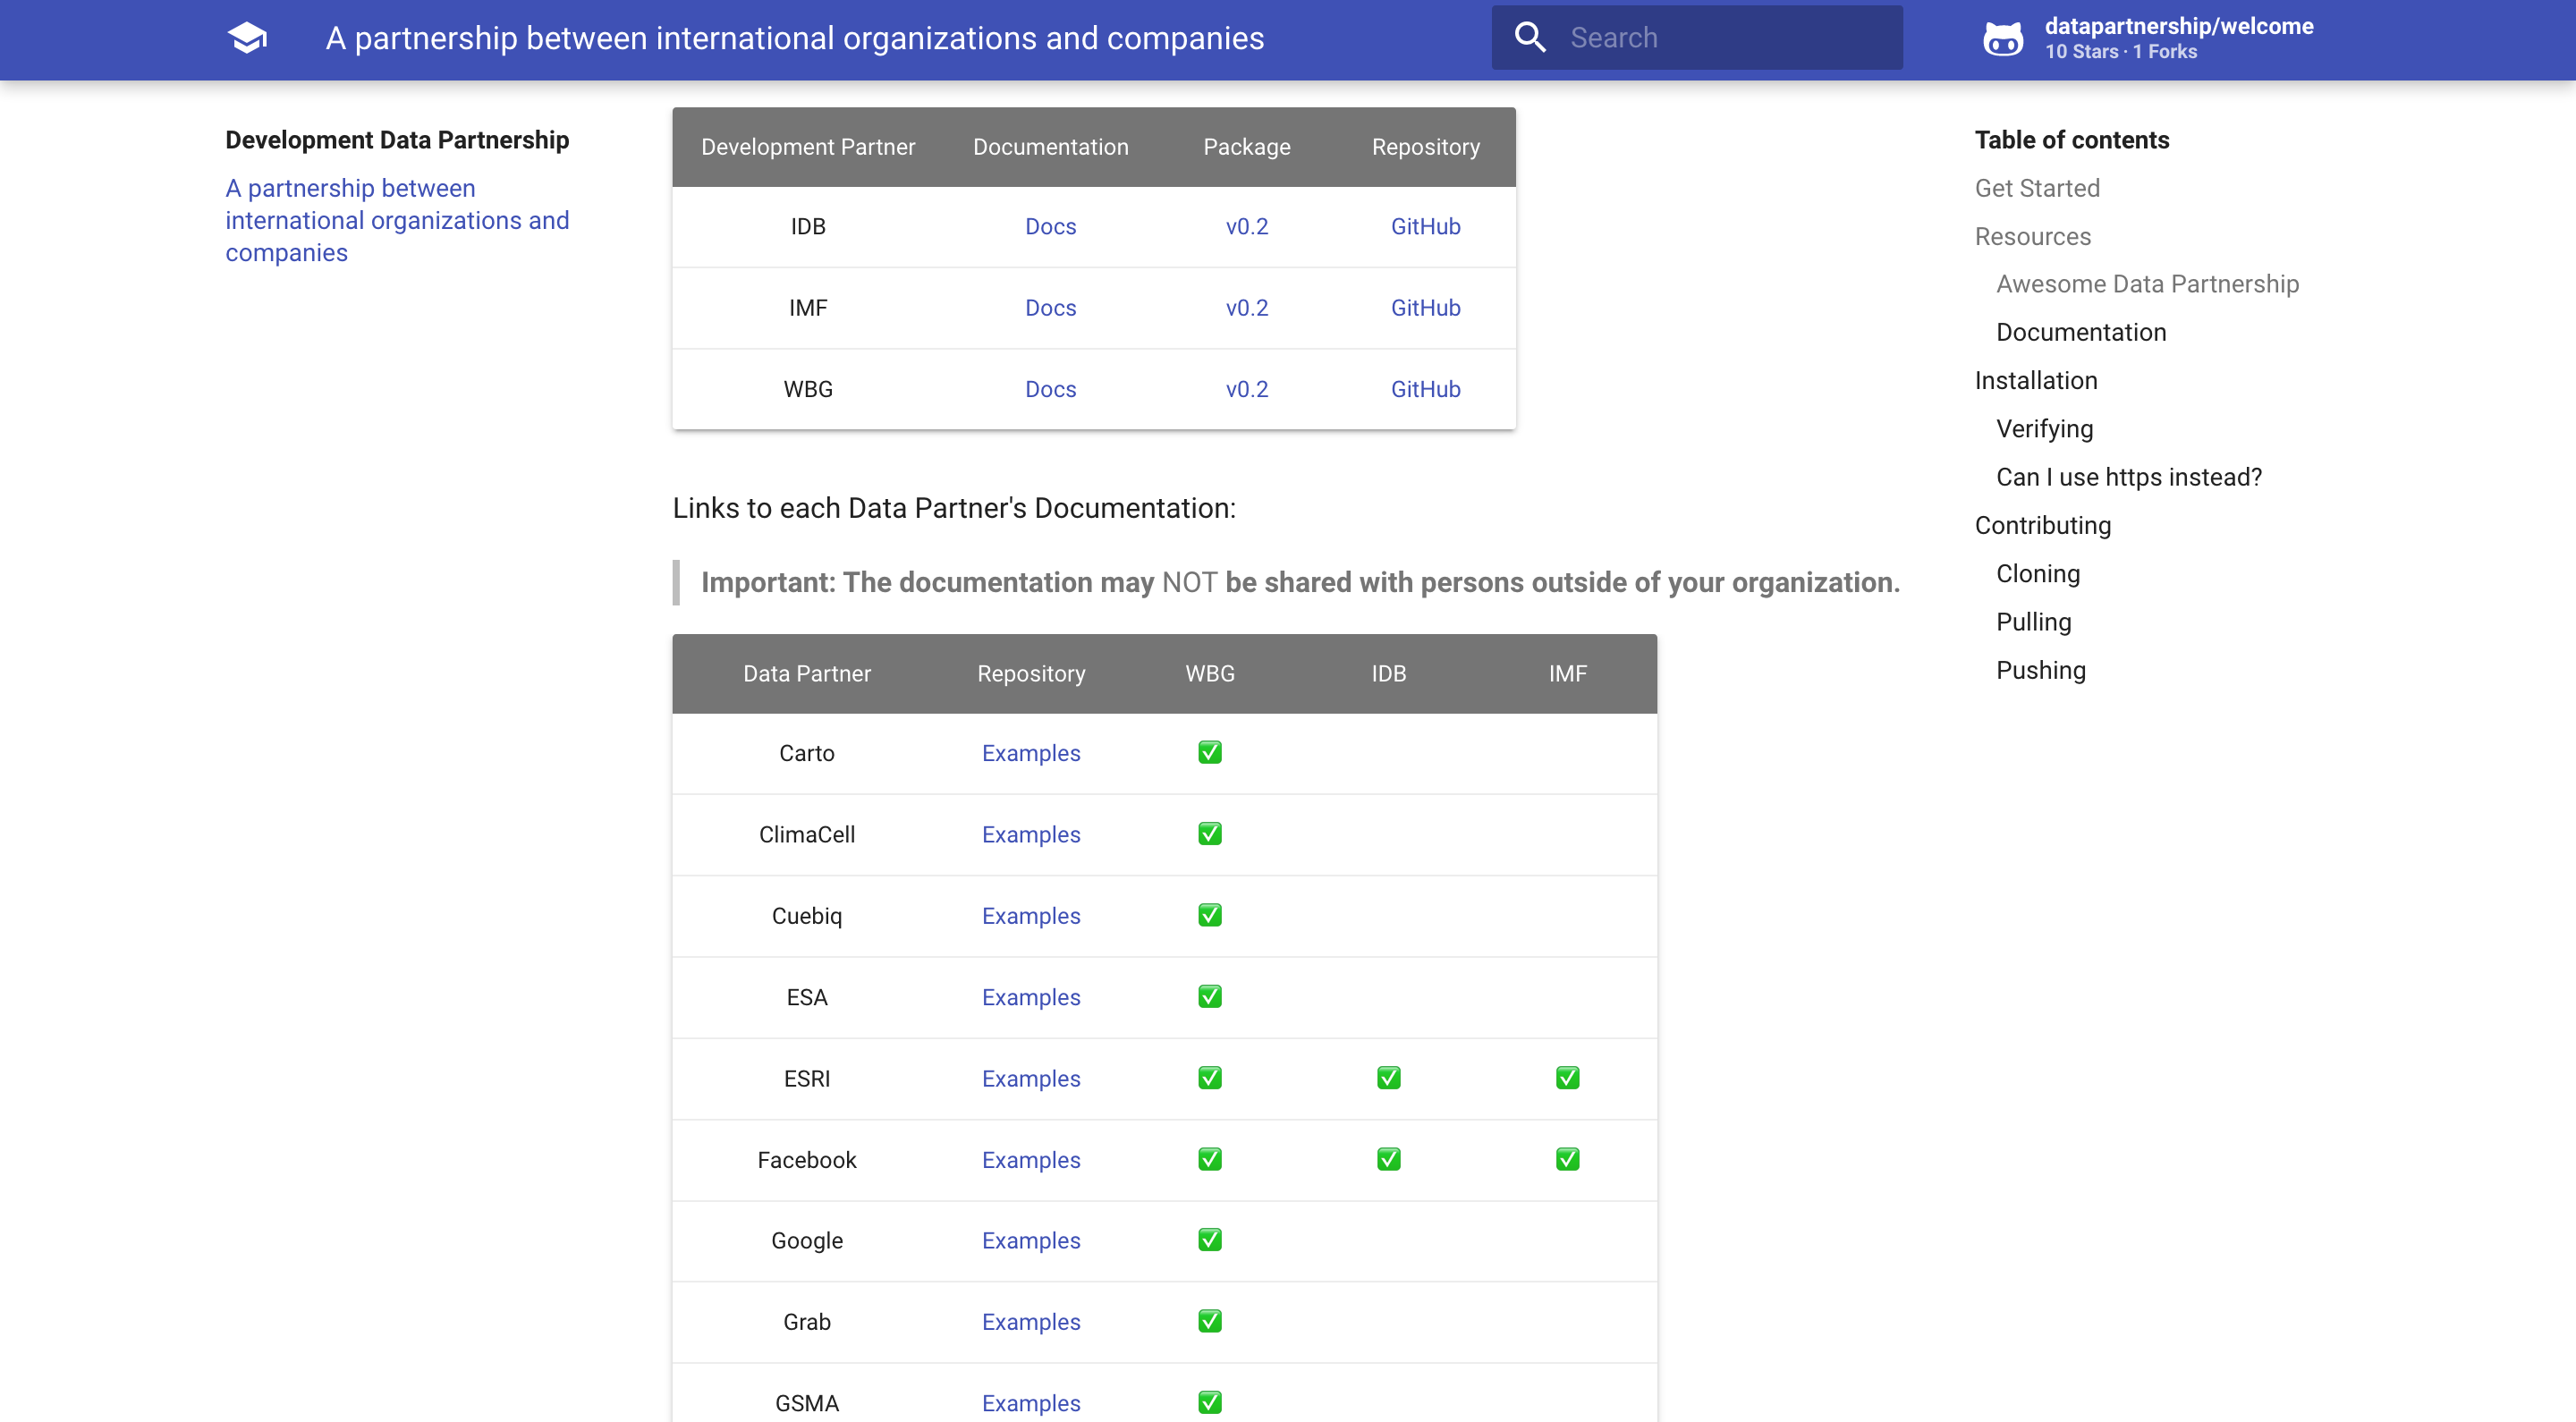 A partnership between international organizations and companies
Search
datapartnership/welcome
10 Stars · 1 Forks
Development Data Partnership
A partnership between
international organizations and
companies
Development Partner Documentation Package Repository
IDB Docs v0.2 GitHub
IMF Docs v0.2 GitHub
WBG Docs v0.2 GitHub
Links to each Data Partner's Documentation:
Important: The documentation may NOT be shared with persons outside of your organization.
Data Partner Repository WBG IDB IMF
Carto Examples ✅
ClimaCell Examples ✅
Cuebiq Examples ✅
ESA Examples ✅
ESRI Examples ✅ ✅ ✅
Facebook Examples ✅ ✅ ✅
Google Examples ✅
Grab Examples ✅
GSMA Examples ✅
Table of contents
Get Started
Resources
Awesome Data Partnership
Documentation
Installation
Verifying
Can I use https instead?
Contributing
Cloning
Pulling
Pushing